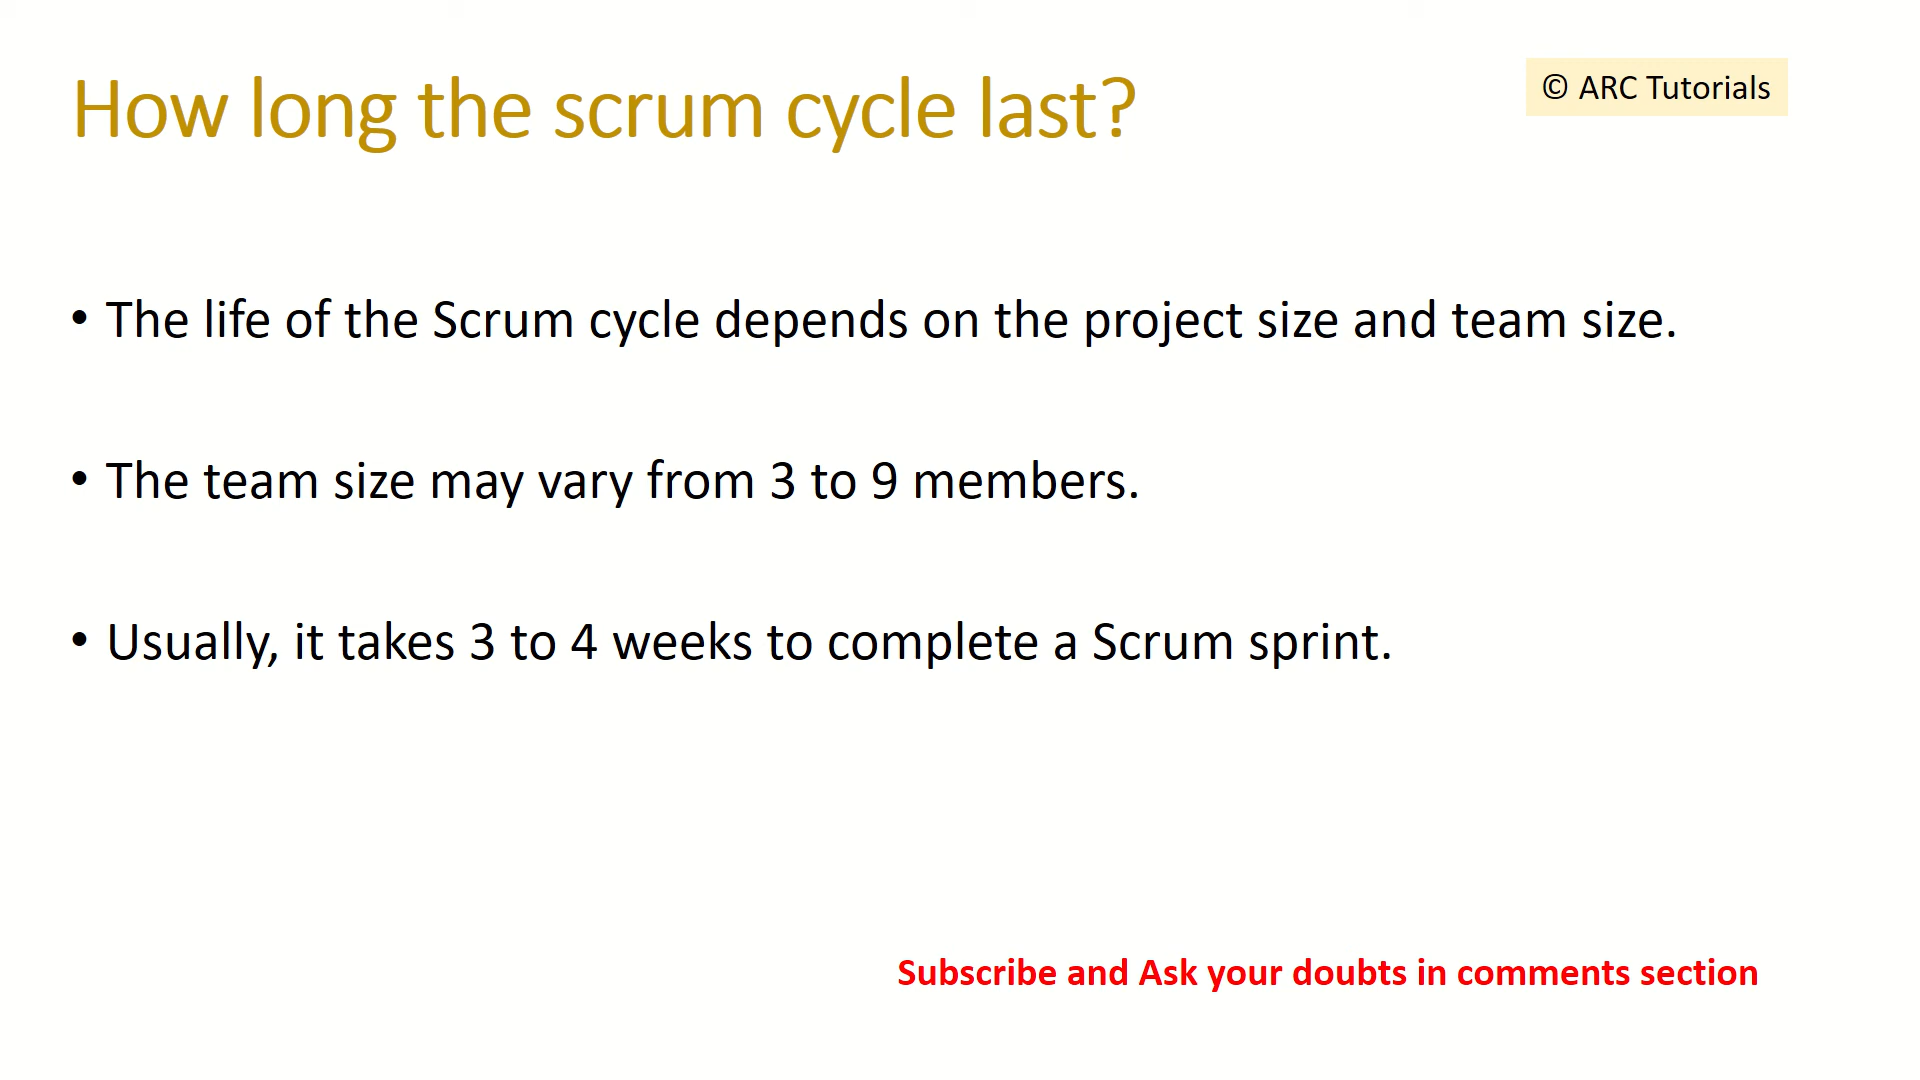 How long the scrum cycle last?
© ARC Tutorials
• The life of the Scrum cycle depends on the project size and team size.
• The team size may vary from 3 to 9 members.
• Usually, it takes 3 to 4 weeks to complete a Scrum sprint.
Subscribe and Ask your doubts in comments section